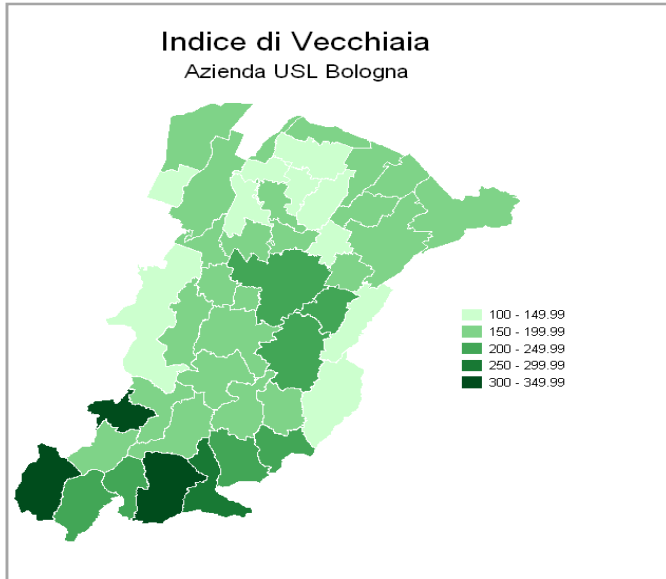 Indice di Vecchiaia
Azienda USL Bologna
100 - 149.99
150 - 199.99
200 - 249.99
250 - 299.99
300 - 349.99